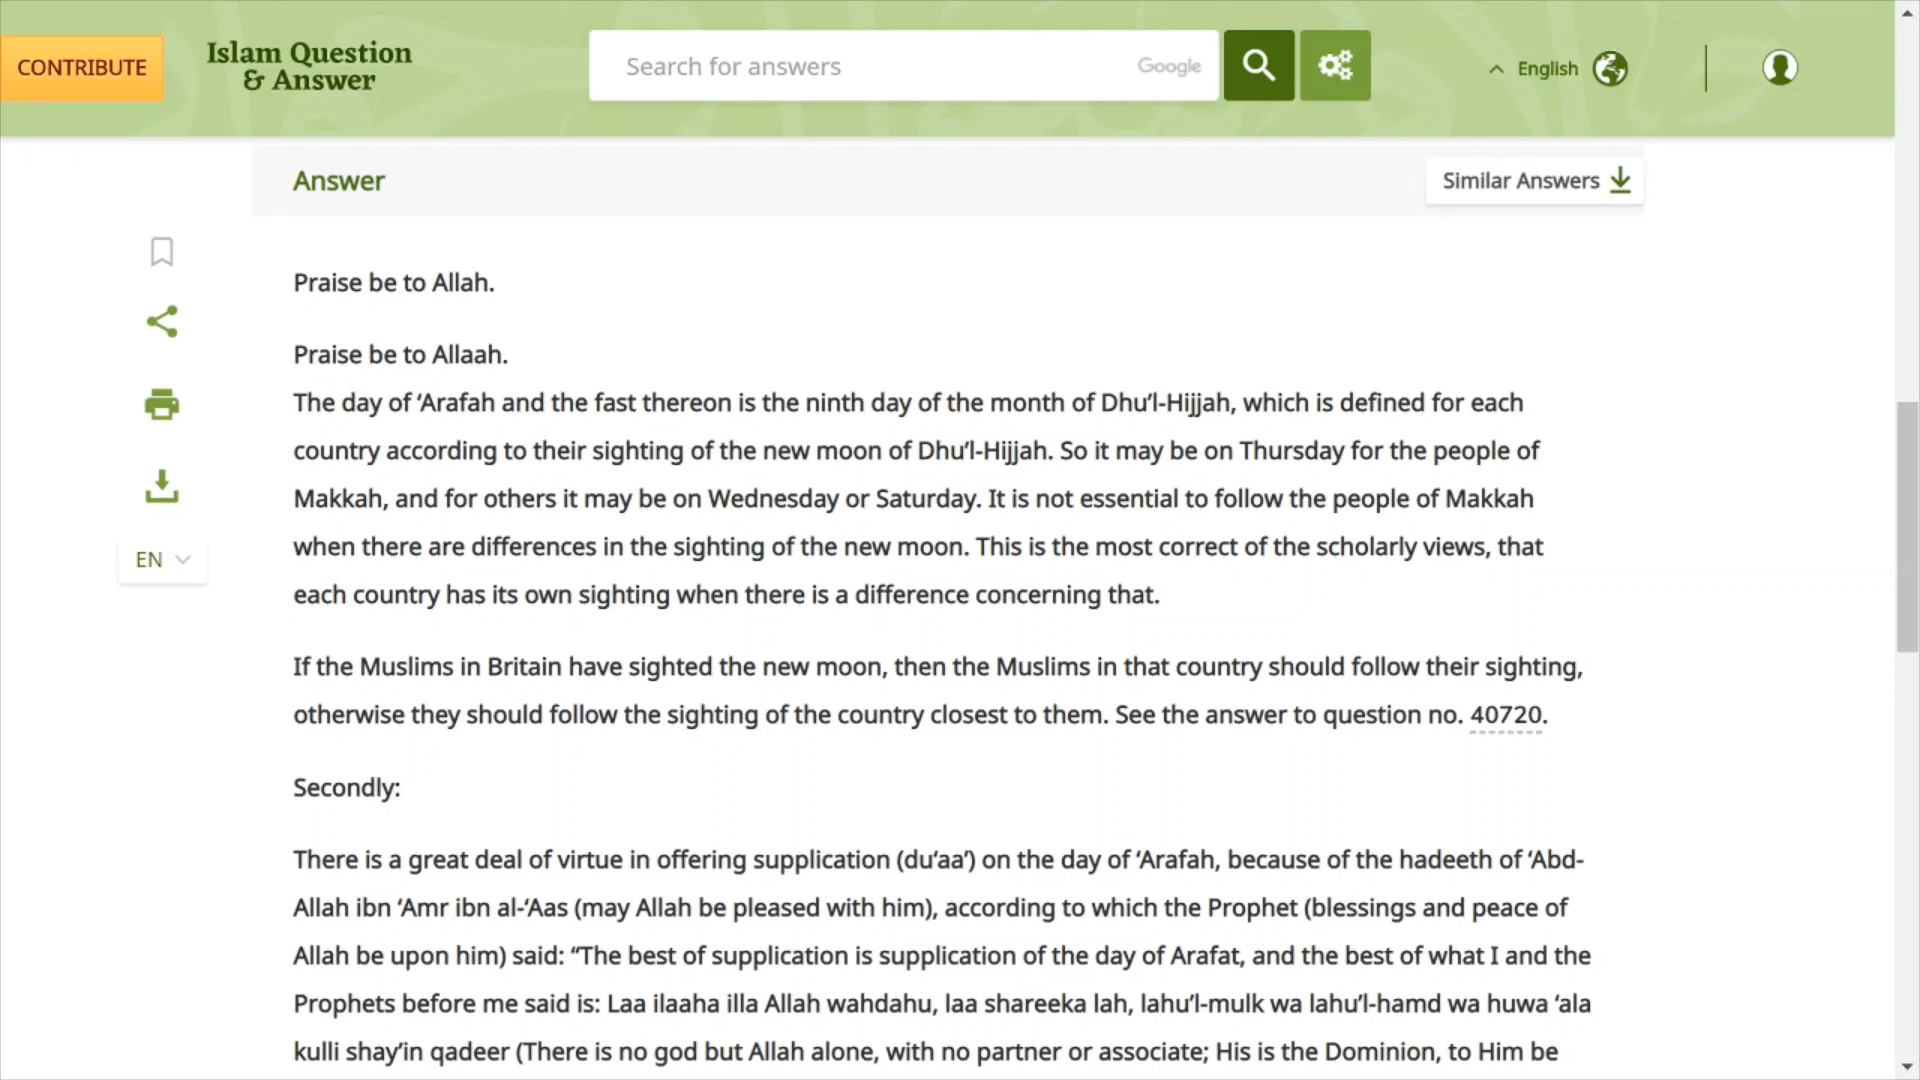 CONTRIBUTE
Islam Question
& Answer
Search for answers
Google
English
Answer
Similar Answers
EN
Praise be to Allah.
Praise be to Allaah.
The day of ‘Arafah and the fast thereon is the ninth day of the month of Dhu’l-Hijjah, which is defined for each
country according to their sighting of the new moon of Dhu’l-Hijjah. So it may be on Thursday for the people of
Makkah, and for others it may be on Wednesday or Saturday. It is not essential to follow the people of Makkah
when there are differences in the sighting of the new moon. This is the most correct of the scholarly views, that
each country has its own sighting when there is a difference concerning that.
If the Muslims in Britain have sighted the new moon, then the Muslims in that country should follow their sighting,
otherwise they should follow the sighting of the country closest to them. See the answer to question no. 40720.
Secondly:
There is a great deal of virtue in offering supplication (du‘aa’) on the day of ‘Arafah, because of the hadeeth of ‘Abd-
Allah ibn ‘Amr ibn al-‘Aas (may Allah be pleased with him), according to which the Prophet (blessings and peace of
Allah be upon him) said: “The best of supplication is supplication of the day of Arafat, and the best of what I and the
Prophets before me said is: Laa ilaaha illa Allah wahdahu, laa shareeka lah, lahu’l-mulk wa lahu’l-hamd wa huwa ‘ala
kulli shay’in qadeer (There is no god but Allah alone, with no partner or associate; His is the Dominion, to Him be